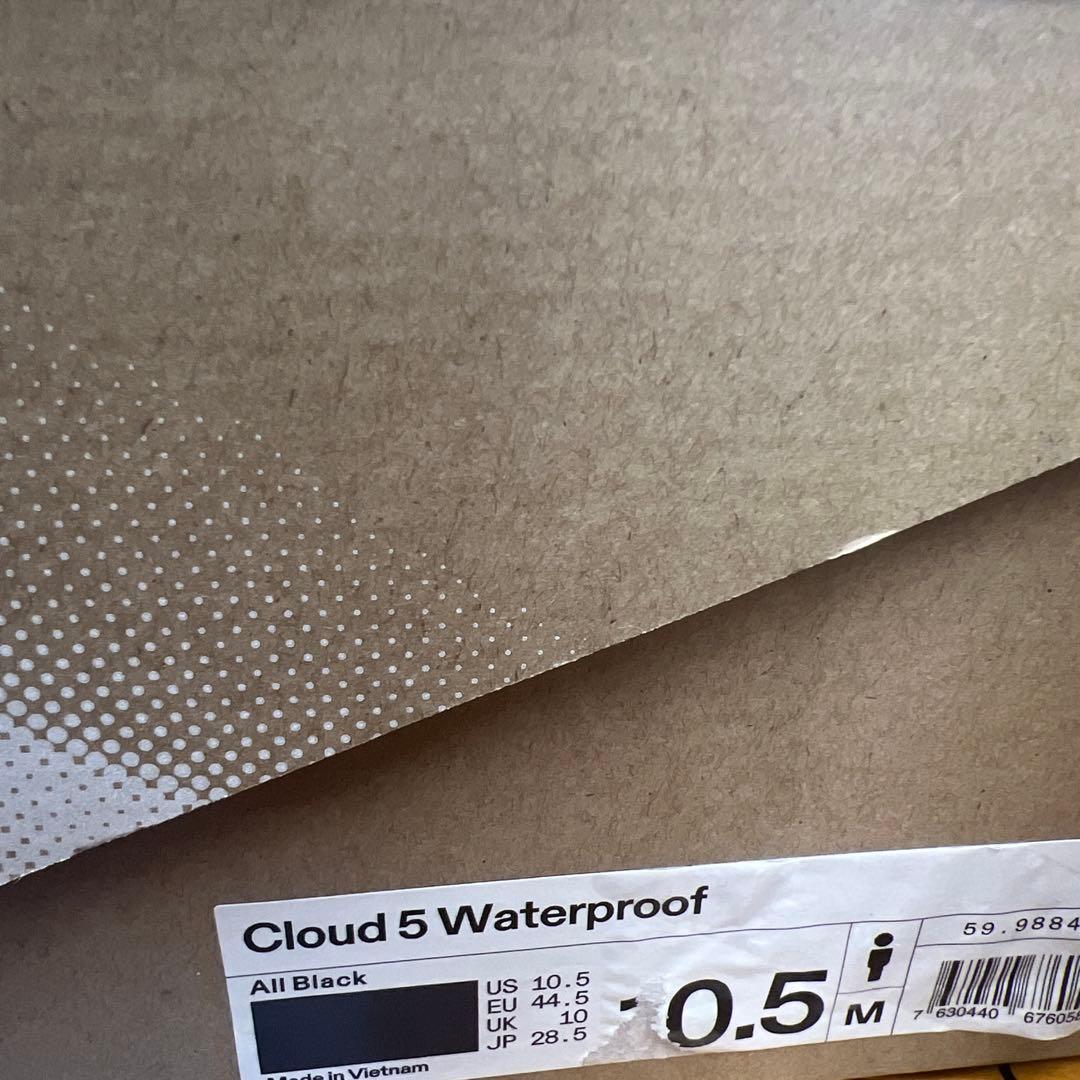 Cloud 5 Waterproof
All Black
US 10.5
EU 44.5
UK 10
JP 28.5
Made in Vietnam
0.5
M
59.9884
7 630440 676058